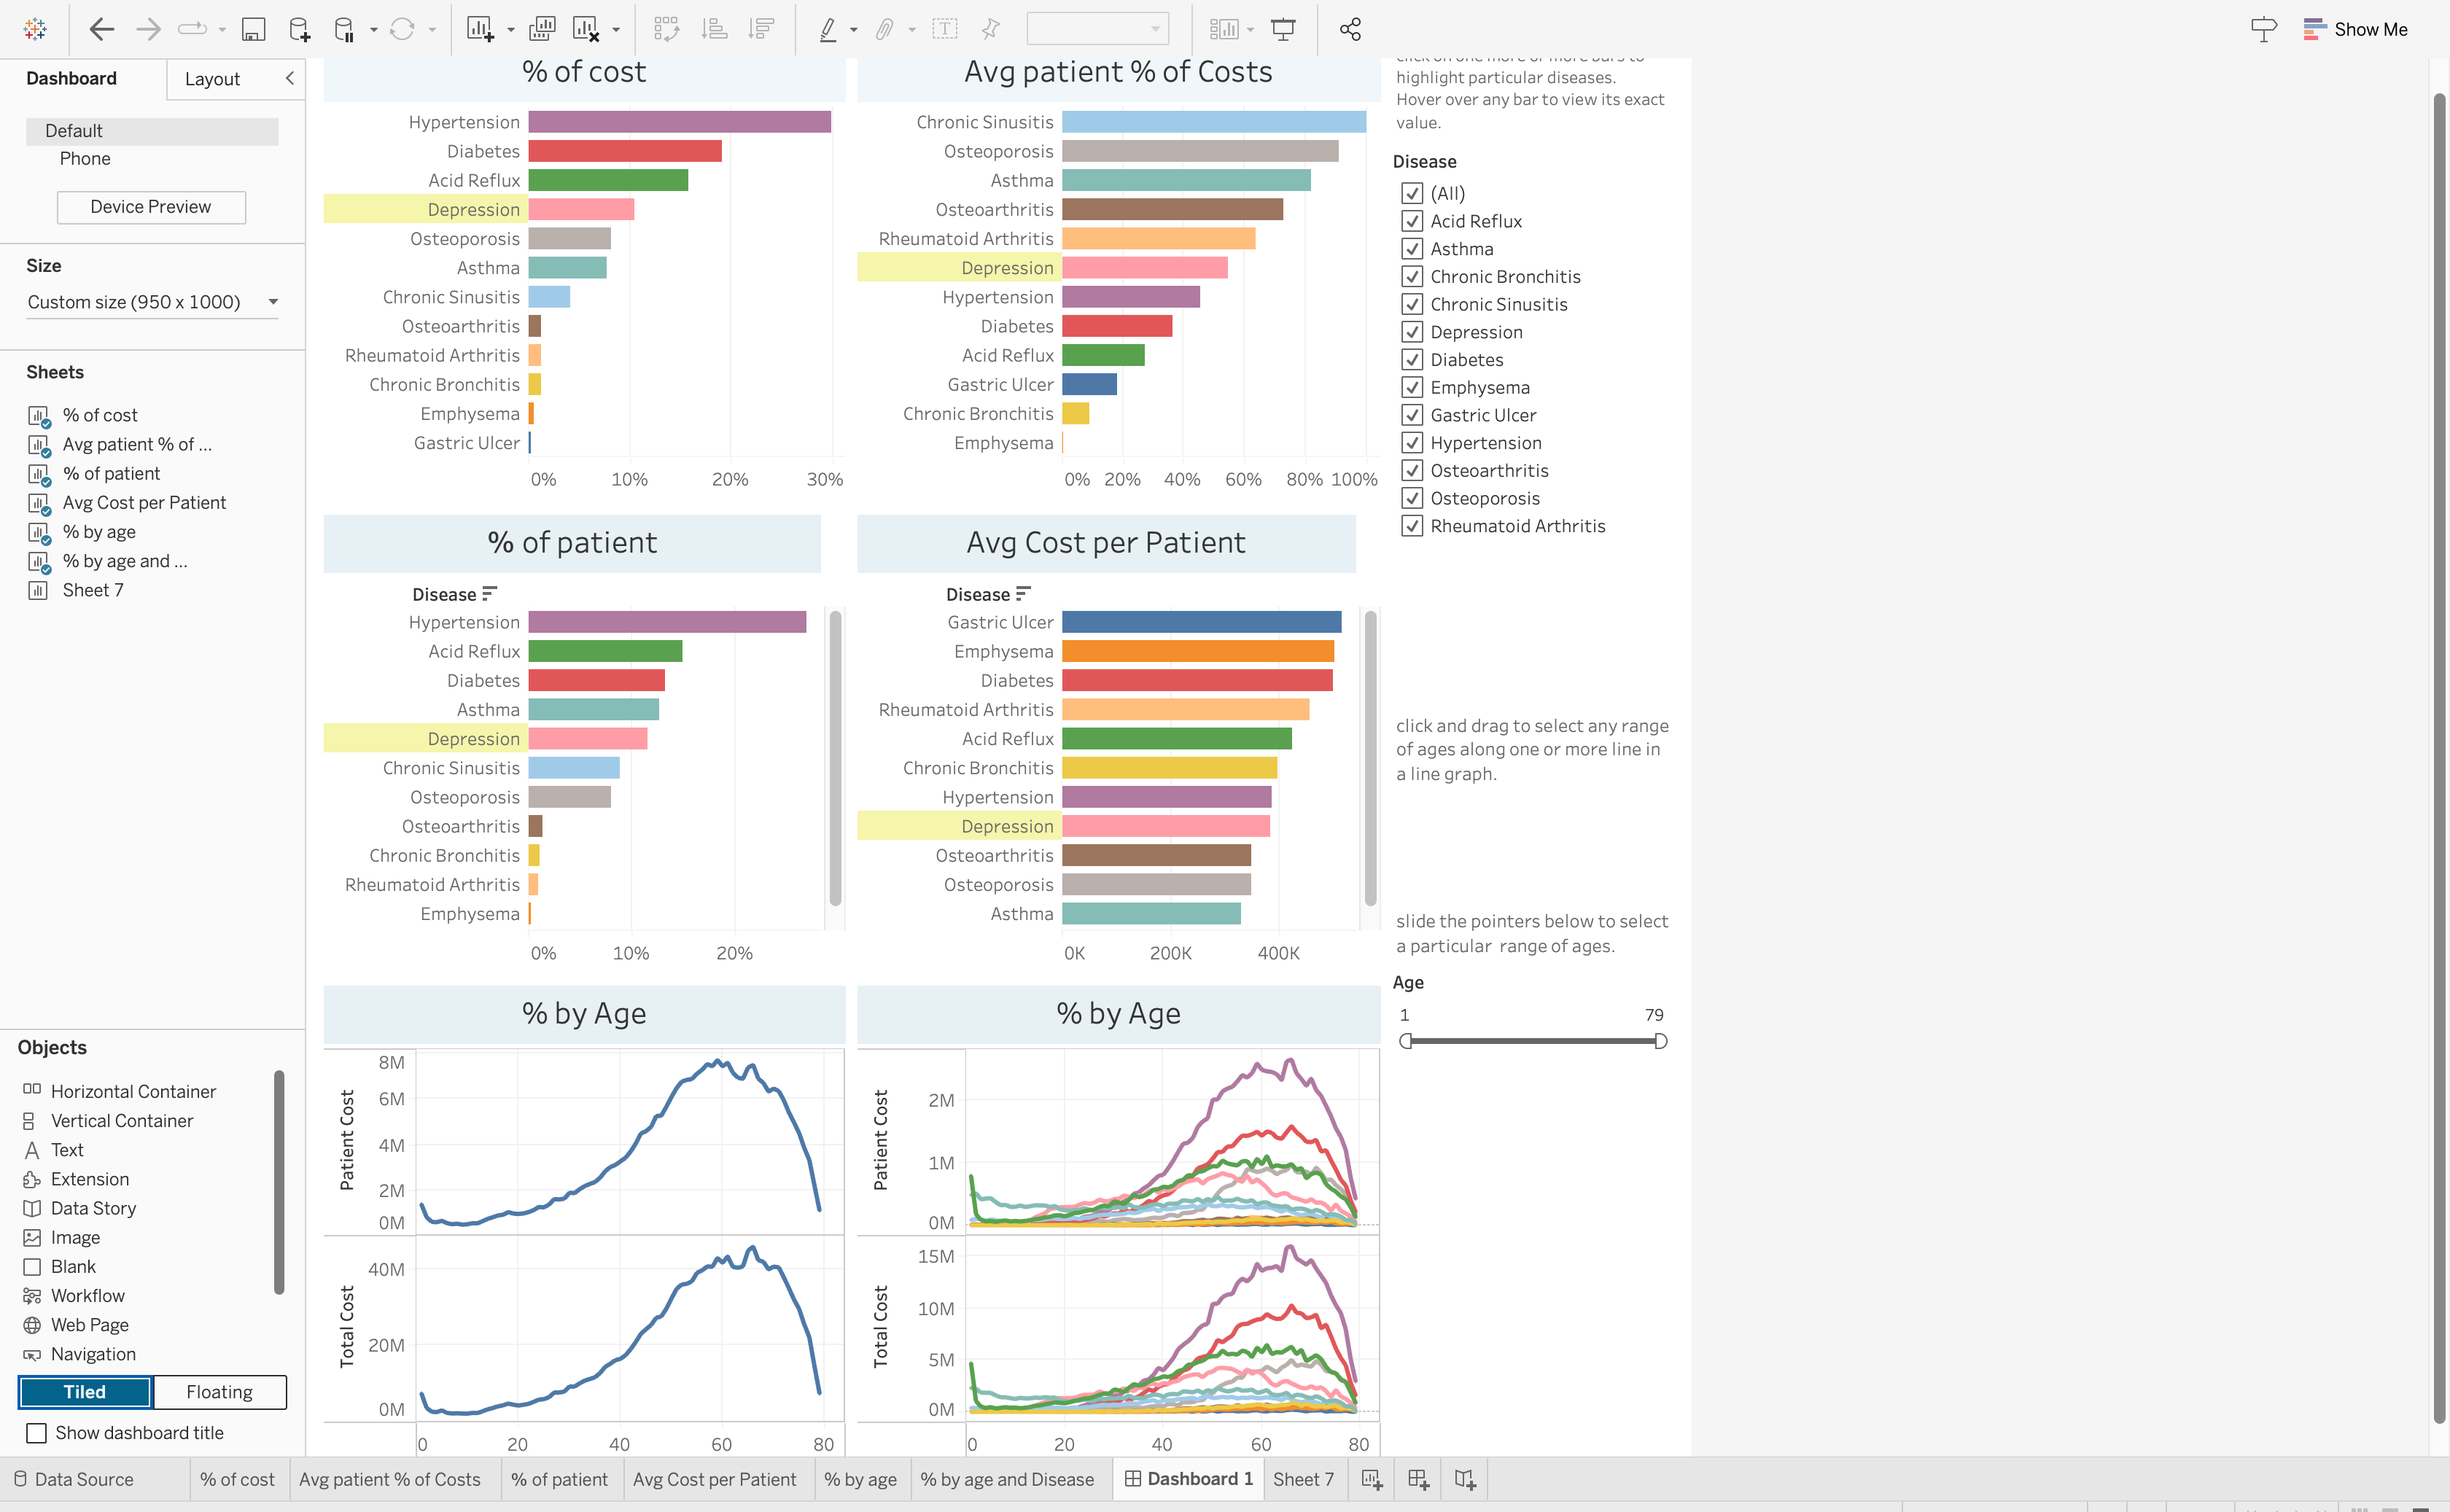 Show Me
Dashboard
Layout
Default
Phone
Device Preview
Size
Custom size (950 x 1000)
Sheets
% of cost
Avg patient % of ...
% of patient
Avg Cost per Patient
% by age
% by age and ...
Sheet 7
Objects
Horizontal Container
Vertical Container
Text
Extension
Data Story
Image
Blank
Workflow
Web Page
Navigation
Tiled
Floating
Show dashboard title
% of cost
Hypertension
Diabetes
Acid Reflux
Depression
Osteoporosis
Asthma
Chronic Sinusitis
Osteoarthritis
Rheumatoid Arthritis
Chronic Bronchitis
Emphysema
Gastric Ulcer
0% 10% 20% 30%
Avg patient % of Costs
Chronic Sinusitis
Osteoporosis
Asthma
Osteoarthritis
Rheumatoid Arthritis
Depression
Hypertension
Diabetes
Acid Reflux
Gastric Ulcer
Chronic Bronchitis
Emphysema
0% 20% 40% 60% 80% 100%
click on one more or more bars to
highlight particular diseases.
Hover over any bar to view its exact
value.
Disease
(All)
Acid Reflux
Asthma
Chronic Bronchitis
Chronic Sinusitis
Depression
Diabetes
Emphysema
Gastric Ulcer
Hypertension
Osteoarthritis
Osteoporosis
Rheumatoid Arthritis
% of patient
Disease
Hypertension
Acid Reflux
Diabetes
Asthma
Depression
Chronic Sinusitis
Osteoporosis
Osteoarthritis
Chronic Bronchitis
Rheumatoid Arthritis
Emphysema
0% 10% 20%
Avg Cost per Patient
Disease
Gastric Ulcer
Emphysema
Diabetes
Rheumatoid Arthritis
Acid Reflux
Chronic Bronchitis
Hypertension
Depression
Osteoarthritis
Osteoporosis
Asthma
0K 200K 400K
click and drag to select any range
of ages along one or more line in
a line graph.
slide the pointers below to select
a particular range of ages.
Age
1 79
% by Age
Patient Cost
8M
6M
4M
2M
0M
Total Cost
40M
20M
0M
0 20 40 60 80
% by Age
Patient Cost
2M
1M
0M
Total Cost
15M
10M
5M
0M
0 20 40 60 80
Data Source % of cost Avg patient % of Costs % of patient Avg Cost per Patient % by age % by age and Disease Dashboard 1 Sheet 7